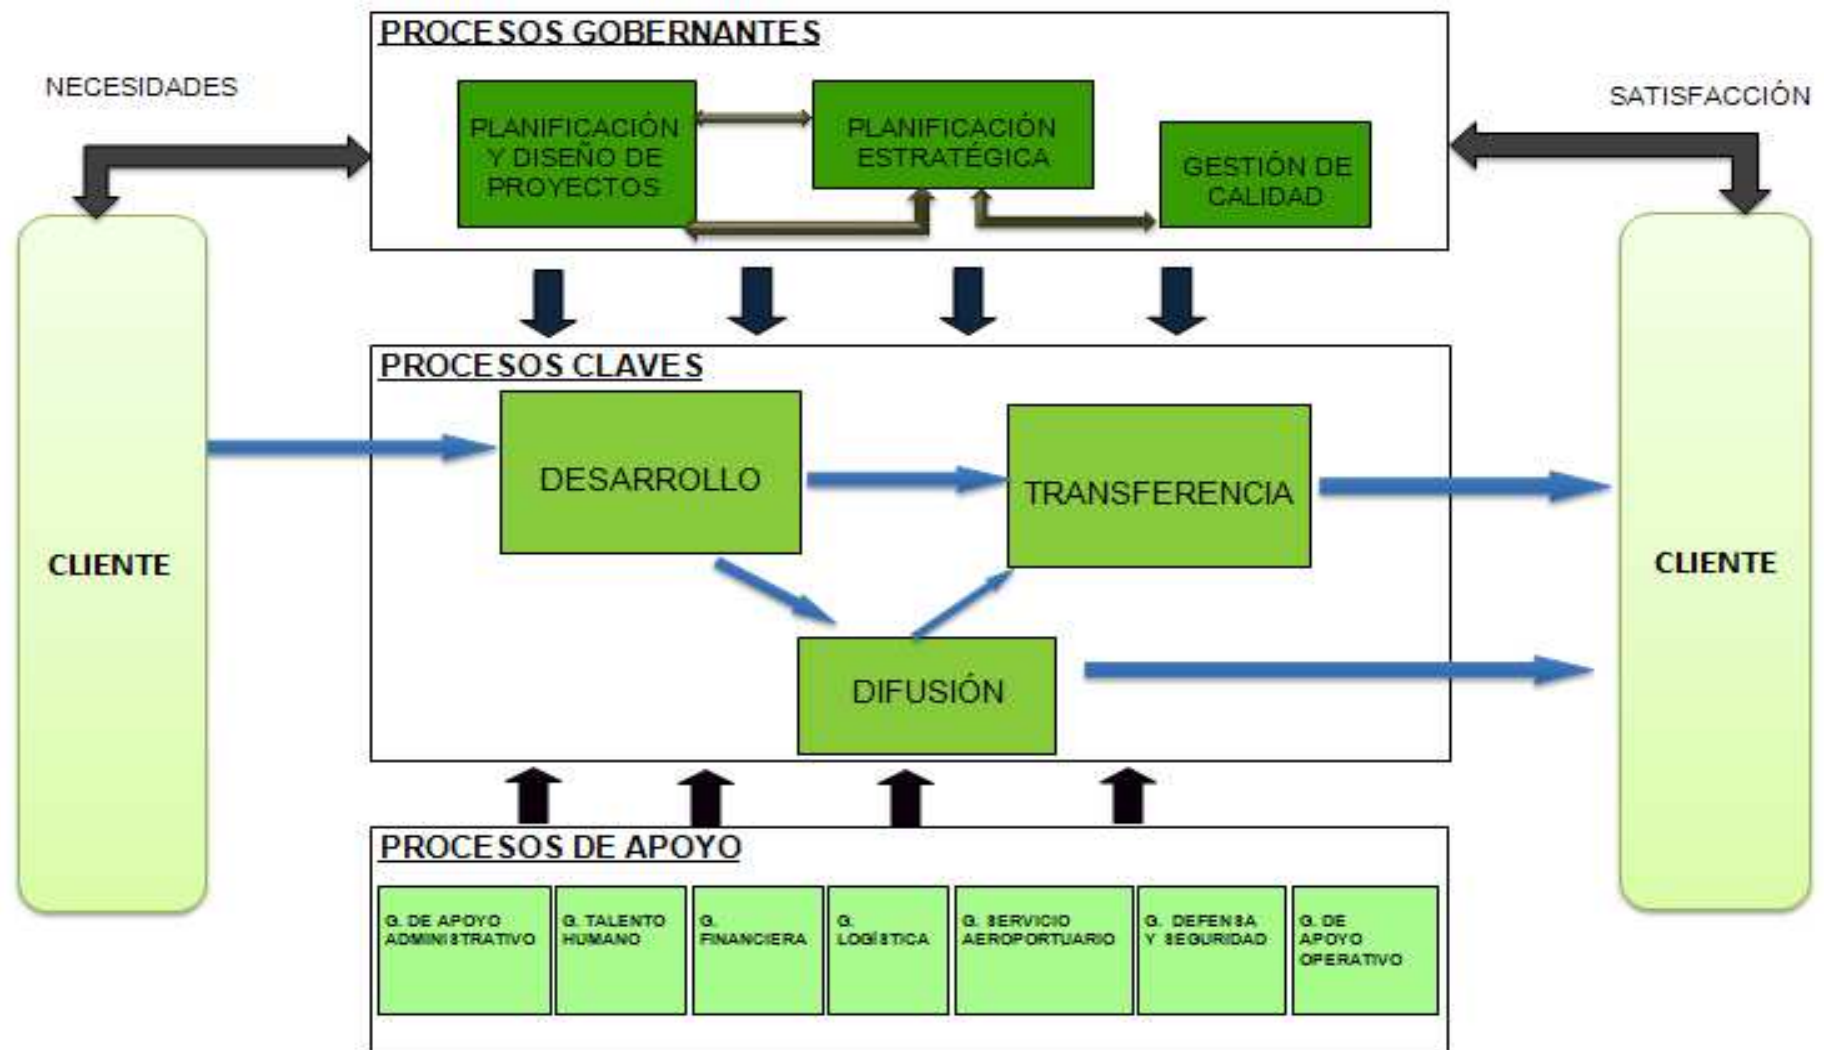 PROCESOS GOBERNANTES
NECESIDADES
SATISFACCIÓN
PLANIFICACIÓN
Y DISEÑO DE
PROYECTOS
PLANIFICACIÓN
ESTRATÉGICA
GESTIÓN DE
CALIDAD
PROCESOS CLAVES
DESARROLLO
TRANSFERENCIA
CLIENTE
CLIENTE
DIFUSIÓN
PROCESOS DE APOYO
G. DE APOYO
ADMINISTRATIVO
G. TALENTO
HUMANO
G.
FINANCIERA
G.
LOGÍSTICA
G. SERVICIO
AEROPORTUARIO
G. DEFENSA
Y SEGURIDAD
G. DE
APOYO
OPERATIVO